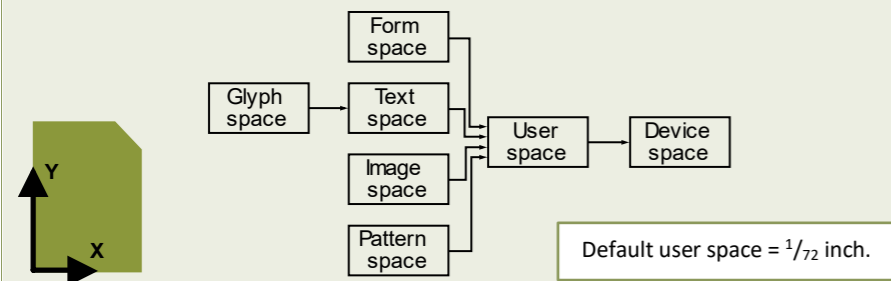 Form
space
Glyph
space
Text
space
User
space
Device
space
Image
space
Y
X
Pattern
space
Default user space = ¹/₇₂ inch.